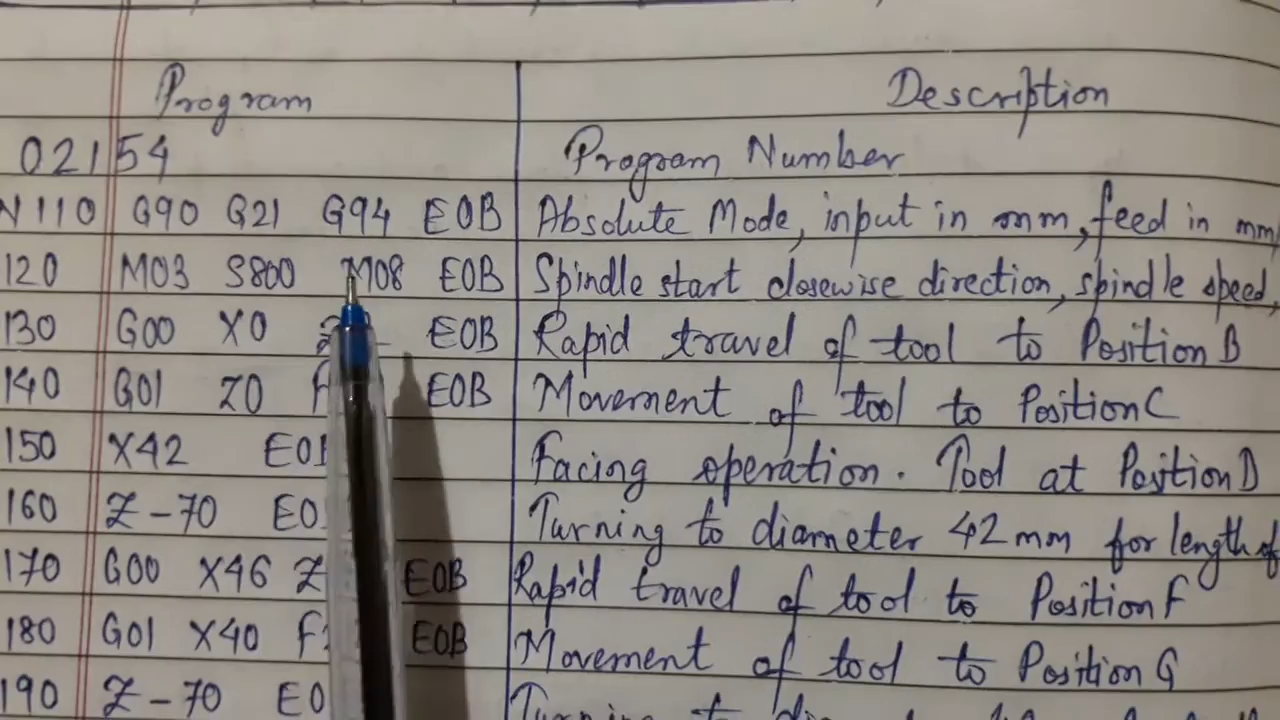 Program Description
02154 Program Number
N110 G90 G21 G94 EOB Absolute Mode, input in mm, feed in mm/
120 M03 S800 M08 EOB Spindle start closewise direction, spindle speed,
130 G00 X0 EOB Rapid travel of tool to Position B
140 G01 Z0 EOB Movement of tool to Position C
150 X42 Facing operation. Tool at Position D
160 Z-70 Turning to diameter 42 mm for length of
170 G00 X46 Z EOB Rapid travel of tool to Position F
180 G01 X40 EOB Movement of tool to Position G
190 Z-70